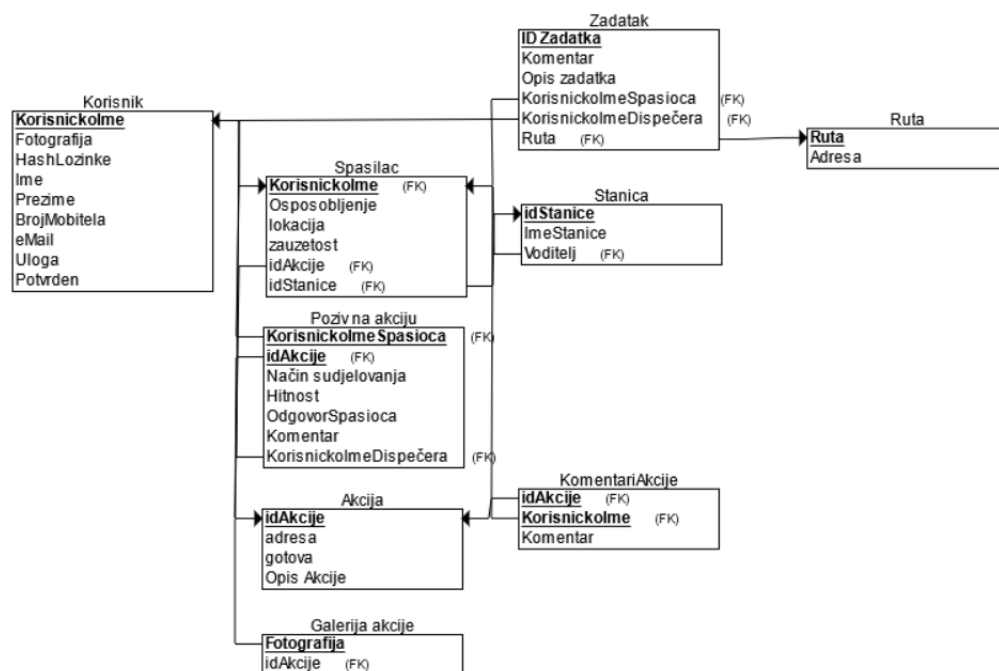 Zadatak
IDZadatka
Komentar
Opis zadatka
KorisnickoImeSpasioca (FK)
KorisnickoImeDispečera (FK)
Ruta (FK)
Korisnik
KorisnickoIme
Fotografija
HashLozinke
Ime
Prezime
BrojMobitela
eMail
Uloga
Potvrden
Ruta
Ruta
Adresa
Spasilac
KorisnickoIme (FK)
Osposobljenje
lokacija
zauzetost
idAkcije (FK)
idStanice (FK)
Stanica
idStanice
ImeStanice
Voditelj (FK)
Poziv na akciju
KorisnickoImeSpasioca (FK)
idAkcije (FK)
Način sudjelovanja
Hitnost
OdgovorSpasioca
Komentar
KorisnickoImeDispečera (FK)
KomentariAkcije
idAkcije (FK)
KorisnickoIme (FK)
Komentar
Akcija
idAkcije
adresa
gotova
Opis Akcije
Galerija akcije
Fotografija
idAkcije (FK)